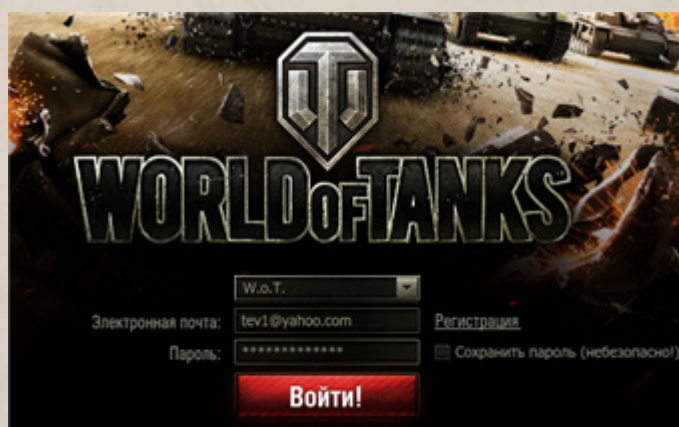 WORLD OF TANKS
W.o.T.
Электронная почта: tev1@yahoo.com Регистрация
Пароль: ************* Сохранить пароль (небезопасно!)
Войти!